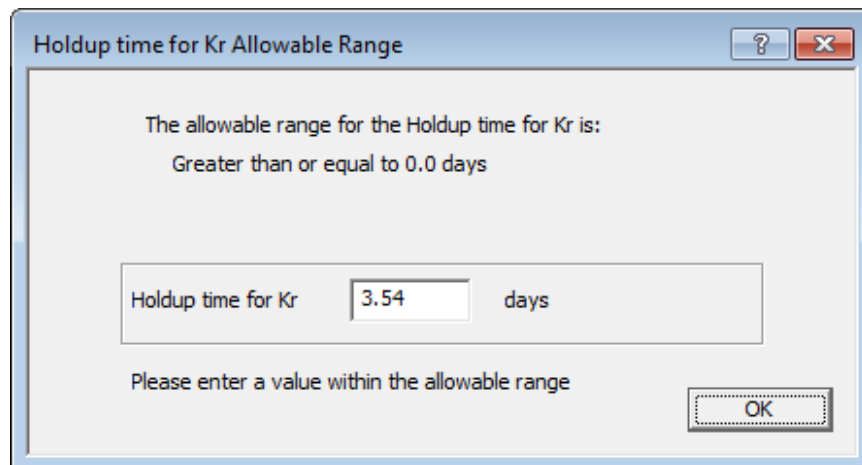 Holdup time for Kr Allowable Range
The allowable range for the Holdup time for Kr is:
Greater than or equal to 0.0 days
Holdup time for Kr 3.54 days
Please enter a value within the allowable range
OK